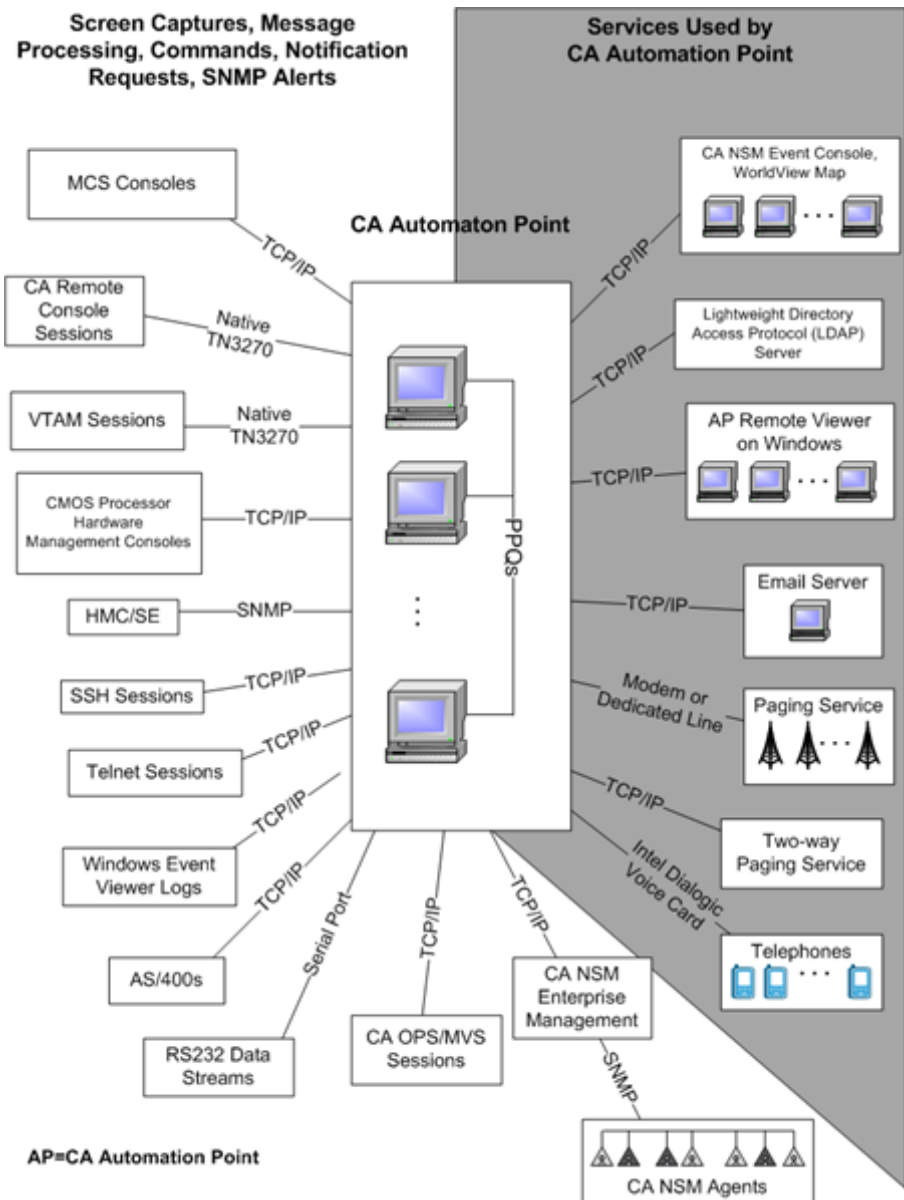 Screen Captures, Message
Processing, Commands, Notification
Requests, SNMP Alerts
Services Used by
CA Automation Point
MCS Consoles
TCP/IP
CA Remote
Console
Sessions
Native
TN3270
VTAM Sessions
Native
TN3270
CMOS Processor
Hardware
Management Consoles
TCP/IP
HMC/SE
SNMP
SSH Sessions
TCP/IP
Telnet Sessions
TCP/IP
Windows Event
Viewer Logs
TCP/IP
AS/400s
TCP/IP
RS232 Data
Streams
Serial Port
CA OPS/MVS
Sessions
TCP/IP
CA NSM
Enterprise
Management
TCP/IP
SNMP
CA NSM Agents
CA Automaton Point
PPQs
CA NSM Event Console,
WorldView Map
TCP/IP
Lightweight Directory
Access Protocol (LDAP)
Server
TCP/IP
AP Remote Viewer
on Windows
TCP/IP
Email Server
TCP/IP
Paging Service
Modem or
Dedicated Line
Two-way
Paging Service
TCP/IP
Telephones
Intel Dialogic
Voice Card
AP=CA Automation Point